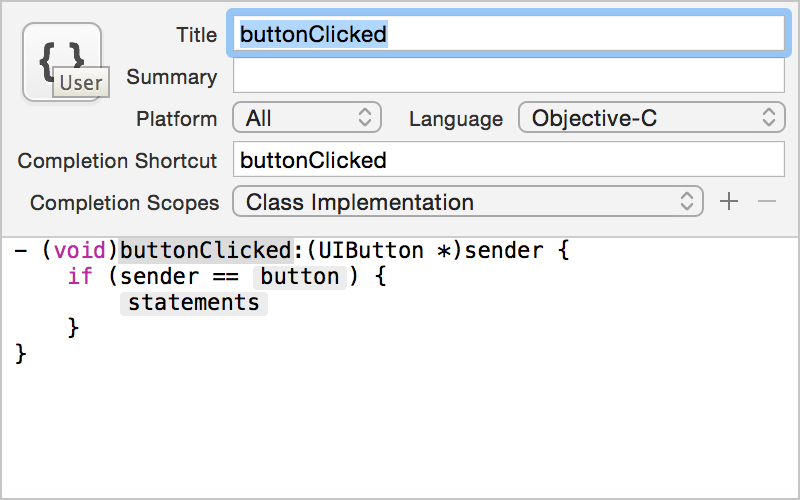 { }
User
Title buttonClicked
Summary
Platform All Language Objective-C
Completion Shortcut buttonClicked
Completion Scopes Class Implementation + −
- (void)buttonClicked:(UIButton *)sender {
if (sender == button ) {
statements
}
}